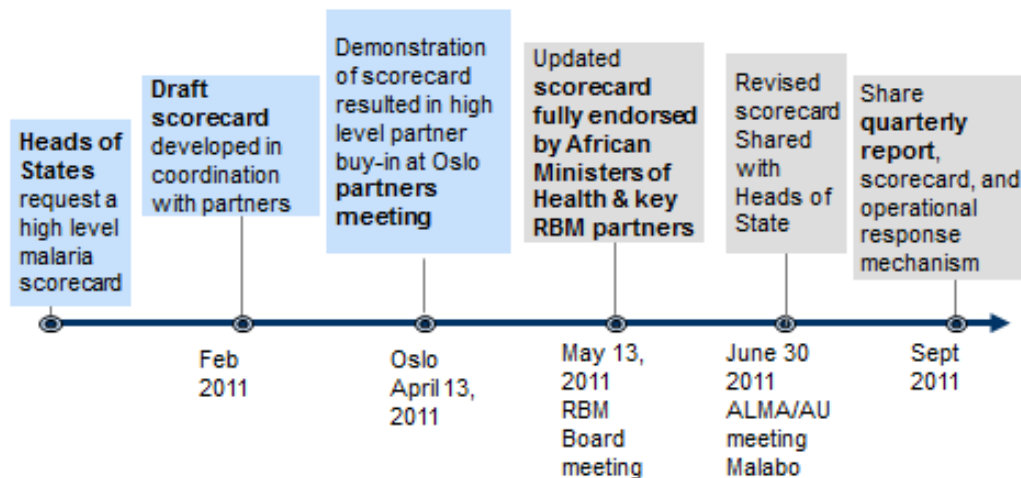 Heads of
States
request a
high level
malaria
scorecard
Draft
scorecard
developed in
coordination
with partners
Demonstration
of scorecard
resulted in high
level partner
buy-in at Oslo
partners
meeting
Updated
scorecard
fully endorsed
by African
Ministers of
Health & key
RBM partners
Revised
scorecard
Shared
with
Heads of
State
Share
quarterly
report,
scorecard, and
operational
response
mechanism
Feb
2011
Oslo
April 13,
2011
May 13,
2011
RBM
Board
meeting
June 30
2011
ALMA/AU
meeting
Malabo
Sept
2011